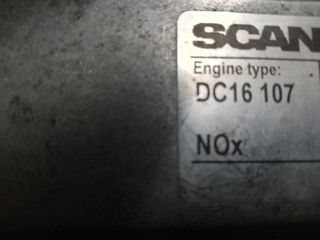 SCAN
Engine type:
DC16 107
NOx